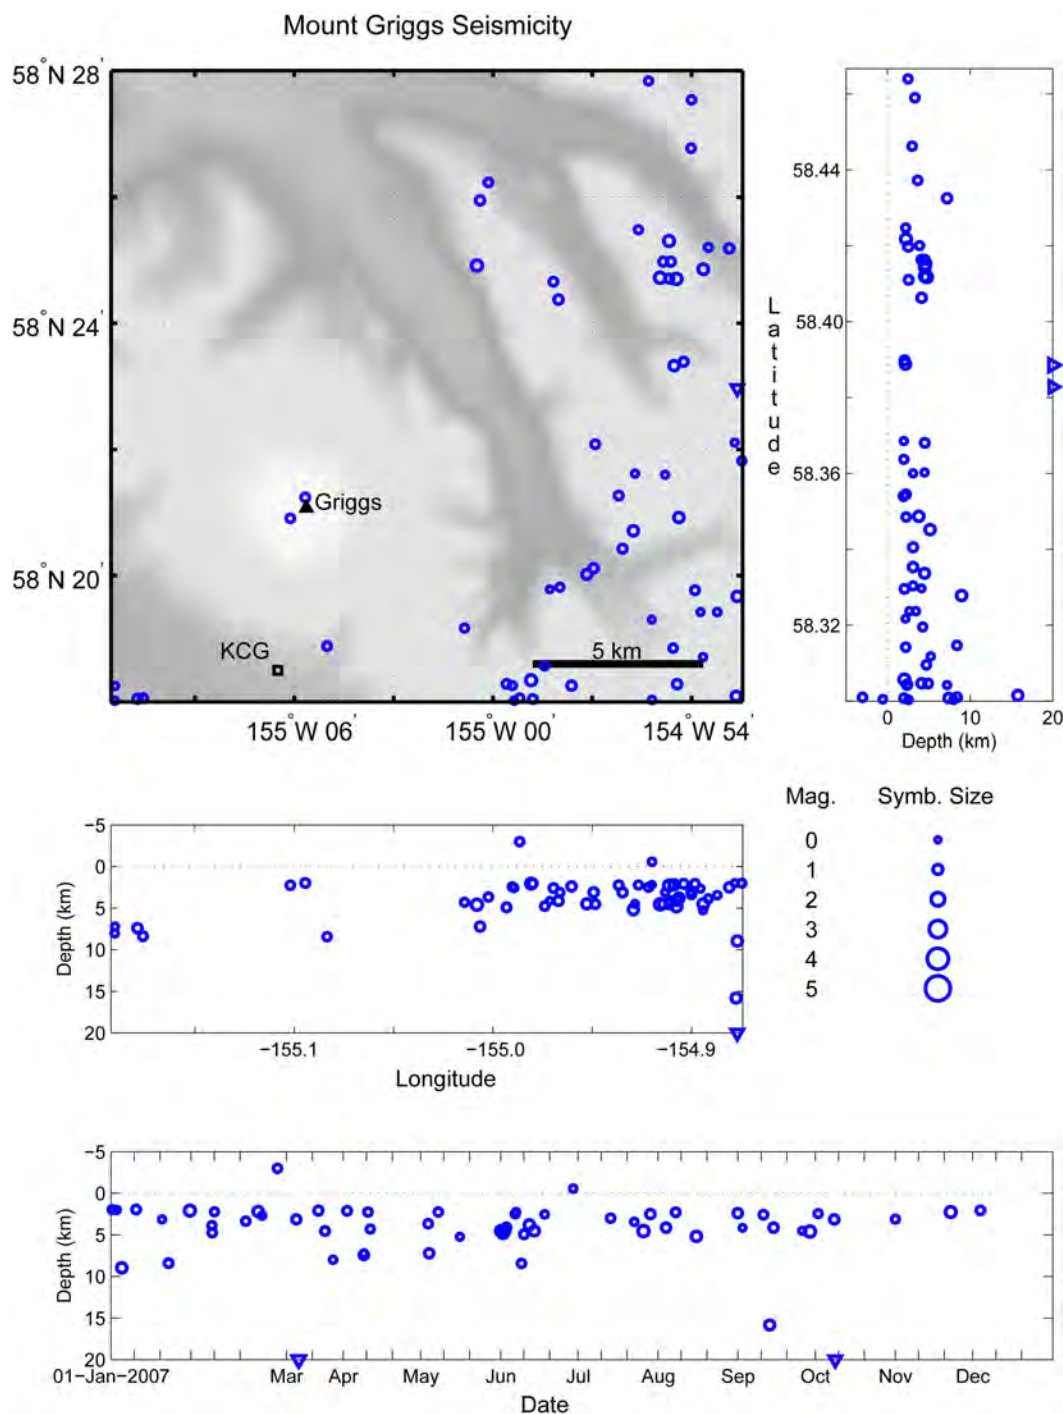 Mount Griggs Seismicity
58°N 28'
58°N 24'
58°N 20'
Griggs
KCG
5 km
155°W 06'
155°W 00'
154°W 54'
Latitude
58.44
58.40
58.36
58.32
0 10 20
Depth (km)
Mag. Symb. Size
0
1
2
3
4
5
−5
0
5
10
15
20
Depth (km)
−155.1 −155.0 −154.9
Longitude
−5
0
5
10
15
20
Depth (km)
01−Jan−2007 Mar Apr May Jun Jul Aug Sep Oct Nov Dec
Date